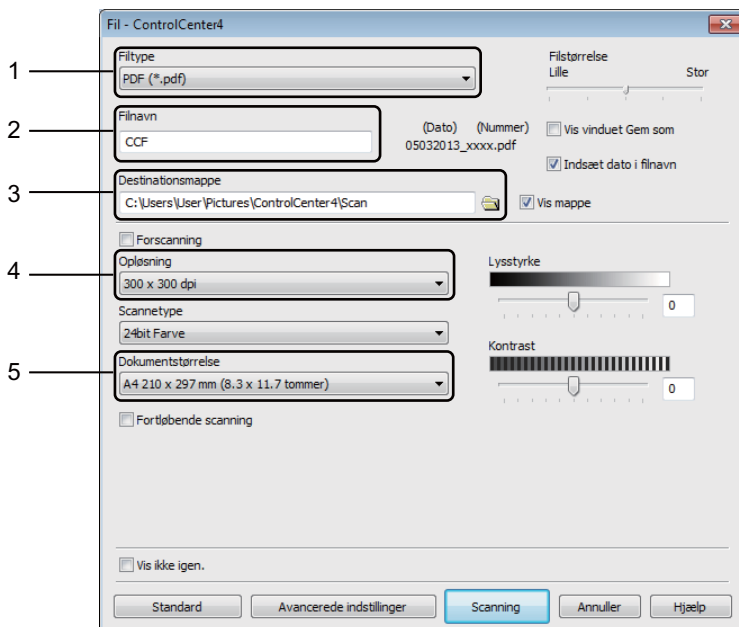 Fil - ControlCenter4
1
Filtype
PDF (*.pdf)
Filstørrelse
Lille Stor
2
Filnavn
CCF
(Dato) (Nummer)
05032013_xxxx.pdf
Vis vinduet Gem som
Indsæt dato i filnavn
3
Destinationsmappe
C:\Users\User\Pictures\ControlCenter4\Scan
Vis mappe
Forscanning
4
Opløsning
300 x 300 dpi
Lysstyrke
0
Scannetype
24bit Farve
Kontrast
0
5
Dokumentstørrelse
A4 210 x 297 mm (8.3 x 11.7 tommer)
Fortløbende scanning
Vis ikke igen.
Standard Avancerede indstillinger Scanning Annuller Hjælp